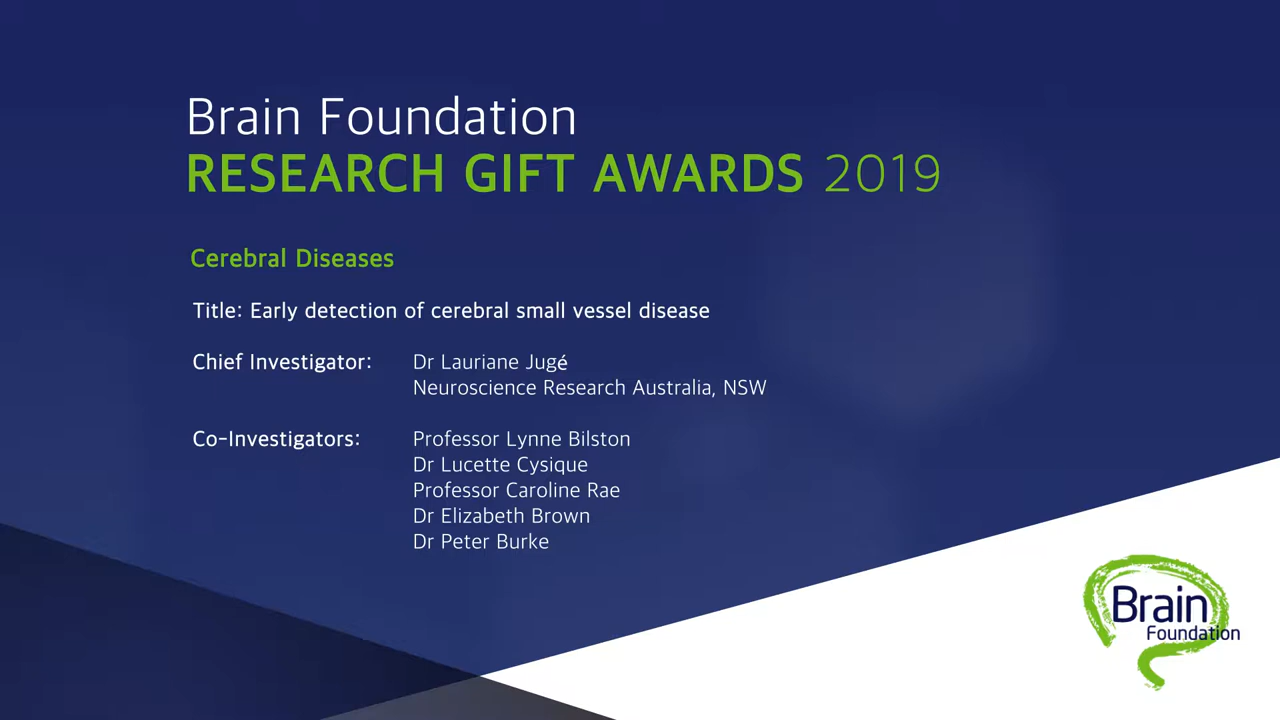 Brain Foundation
RESEARCH GIFT AWARDS 2019
Cerebral Diseases
Title: Early detection of cerebral small vessel disease
Chief Investigator: Dr Lauriane Jugé
Neuroscience Research Australia, NSW
Co-Investigators: Professor Lynne Bilston
Dr Lucette Cysique
Professor Caroline Rae
Dr Elizabeth Brown
Dr Peter Burke
Brain
Foundation